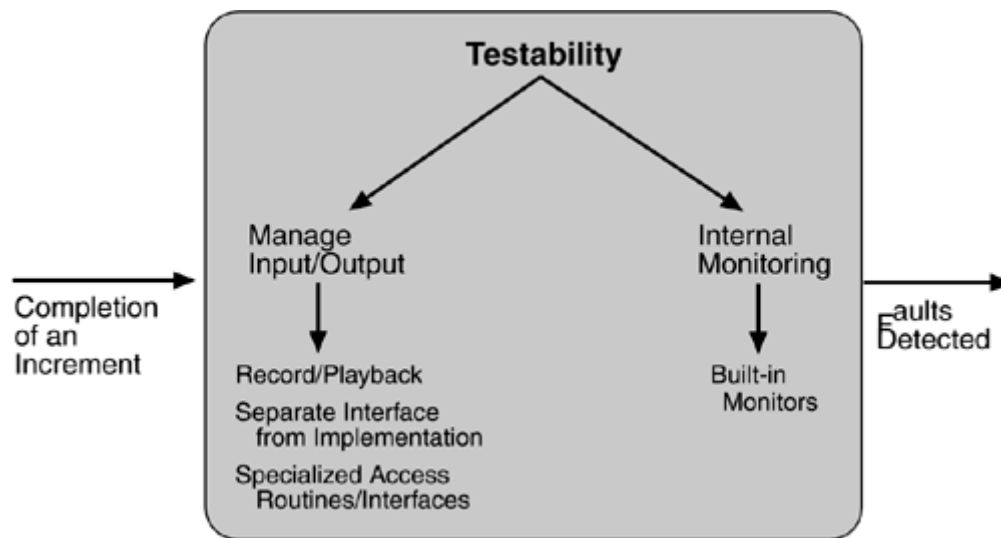 Testability
Manage
Input/Output
Internal
Monitoring
Completion
of an
Increment
Faults
Detected
Record/Playback
Separate Interface
from Implementation
Specialized Access
Routines/Interfaces
Built-in
Monitors